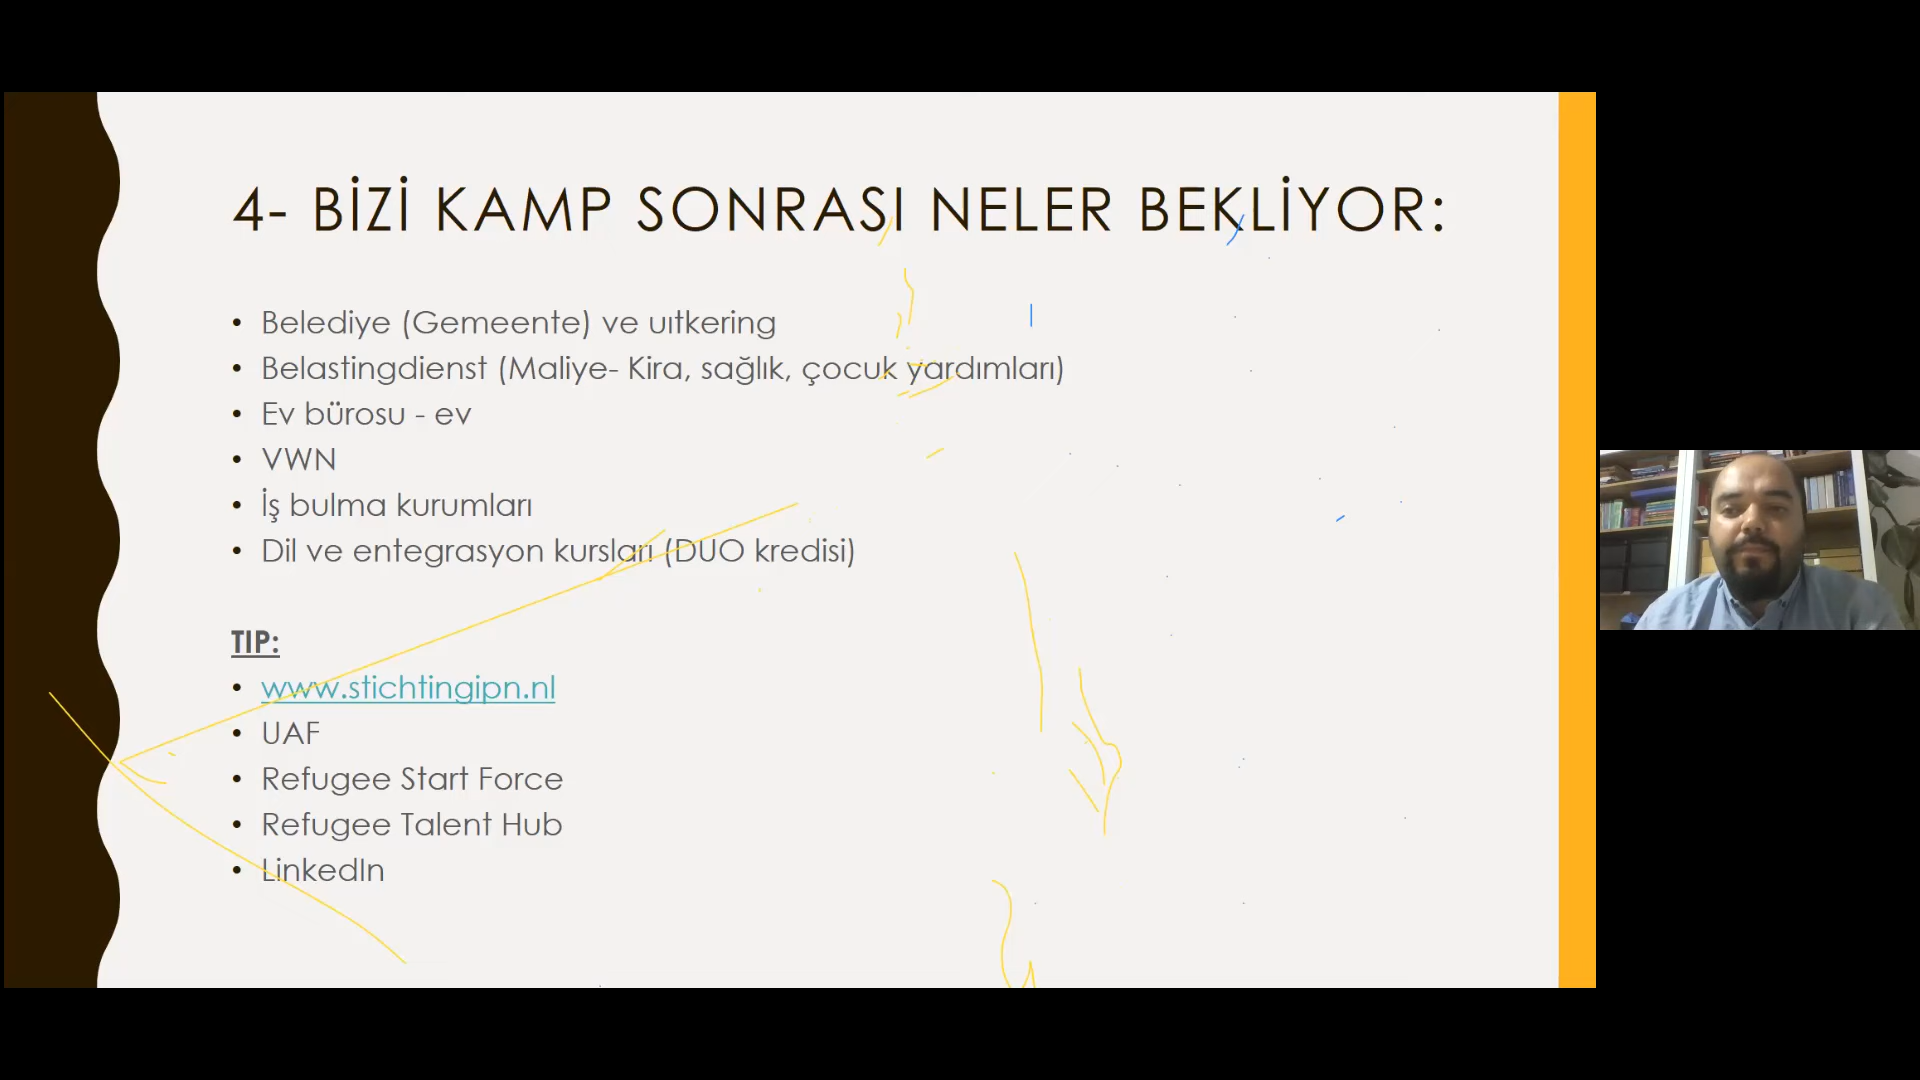 4- BİZİ KAMP SONRASI NELER BEKLİYOR:
• Belediye (Gemeente) ve uıtkering
• Belastingdienst (Maliye- Kira, sağlık, çocuk yardımları)
• Ev bürosu - ev
• VWN
• İş bulma kurumları
• Dil ve entegrasyon kursları (DUO kredisi)
TIP:
• www.stichtingipn.nl
• UAF
• Refugee Start Force
• Refugee Talent Hub
• LinkedIn